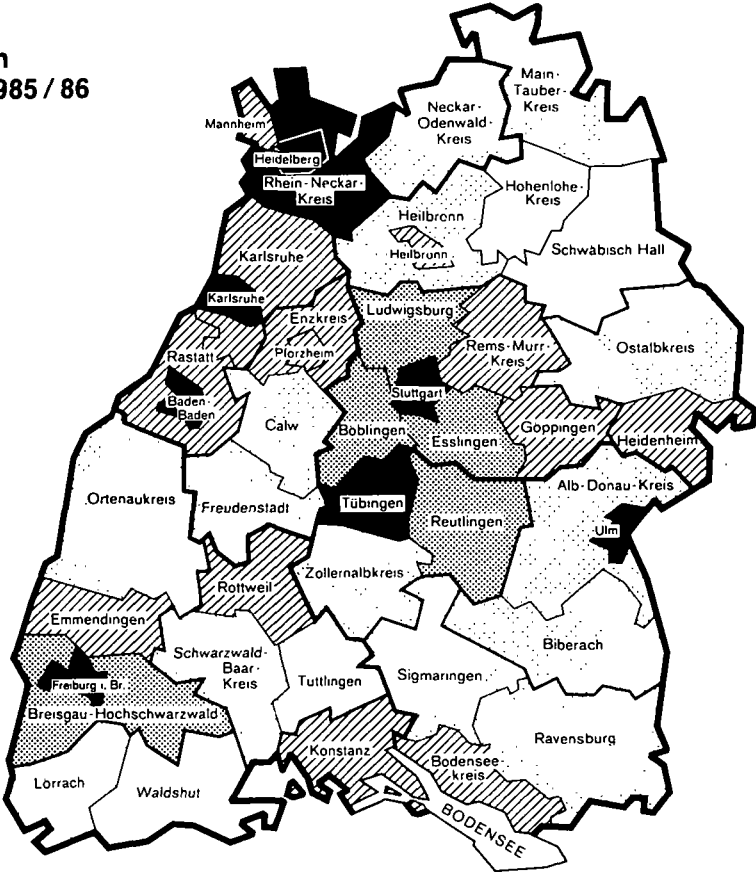 n
985 / 86
Main-
Tauber-
Kreis
Neckar-
Odenwald-
Kreis
Mannheim
Heidelberg
Rhein-Neckar-
Kreis
Hohenlohe-
Kreis
Heilbronn
Heilbronn
Schwäbisch Hall
Karlsruhe
Karlsruhe
Ludwigsburg
Enzkreis
Pforzheim
Rems-Murr-
Kreis
Ostalbkreis
Rastatt
Baden-
Baden
Stuttgart
Calw
Böblingen
Esslingen
Göppingen
Heidenheim
Ortenaukreis
Freudenstadt
Tübingen
Reutlingen
Alb-Donau-Kreis
Ulm
Rottweil
Zollernalbkreis
Emmendingen
Schwarzwald-
Baar-
Kreis
Tuttlingen
Sigmaringen
Biberach
Freiburg i. Br.
Breisgau-Hochschwarzwald
Konstanz
Bodensee-
kreis
Ravensburg
Lörrach
Waldshut
BODENSEE